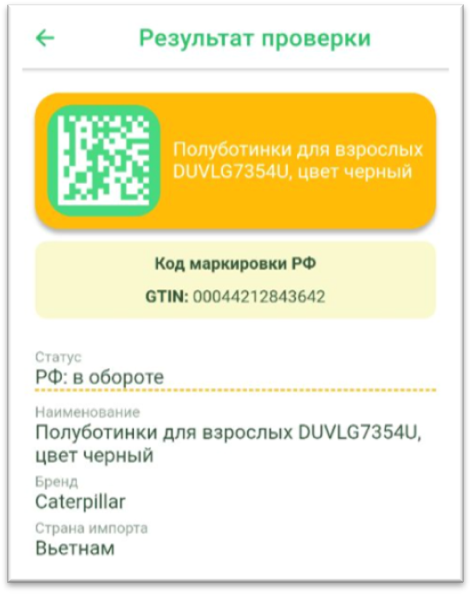 Результат проверки
Полуботинки для взрослых
DUVLG7354U, цвет черный
Код маркировки РФ
GTIN: 00044212843642
Статус
РФ: в обороте
Наименование
Полуботинки для взрослых DUVLG7354U,
цвет черный
Бренд
Caterpillar
Страна импорта
Вьетнам